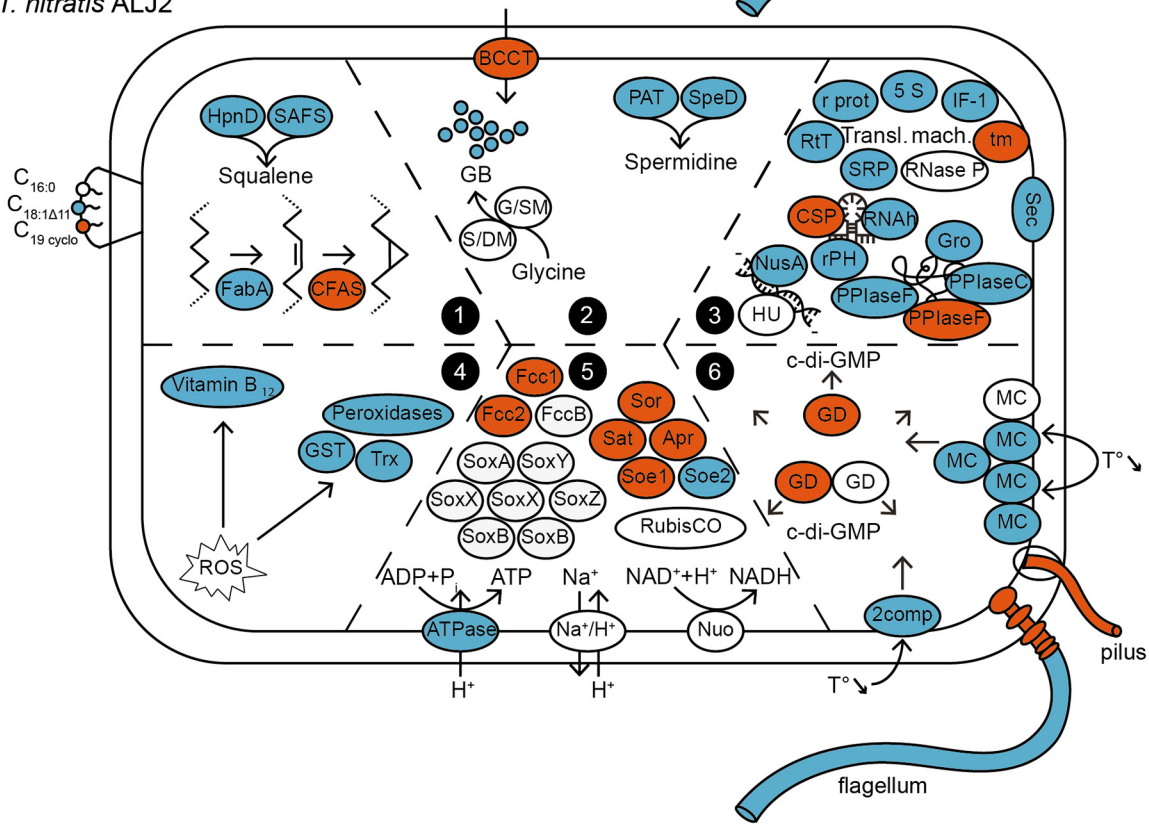 T. nitratis ALJ2
BCCT
HpnD
SAFS
Squalene
C16:0
C18:1Δ11
C19 cyclo
FabA
CFAS
1
GB
G/SM
S/DM
Glycine
PAT
SpeD
Spermidine
2
r prot
5 S
IF-1
RtT
Transl. mach.
tm
SRP
RNase P
Sec
CSP
RNAh
Gro
NusA
rPH
PPIaseC
PPIaseF
PPIaseF
HU
3
4
Vitamin B12
Peroxidases
GST
Trx
ROS
5
Fcc1
Fcc2
FccB
SoxA
SoxY
SoxX
SoxX
SoxZ
SoxB
SoxB
Sor
Sat
Apr
Soe1
Soe2
RubisCO
ADP+Pi
ATP
Na⁺
NAD⁺+H⁺
NADH
ATPase
Na⁺/H⁺
Nuo
H⁺
H⁺
6
c-di-GMP
GD
GD
GD
c-di-GMP
MC
MC
MC
MC
MC
T° ↘
2comp
T° ↘
pilus
flagellum